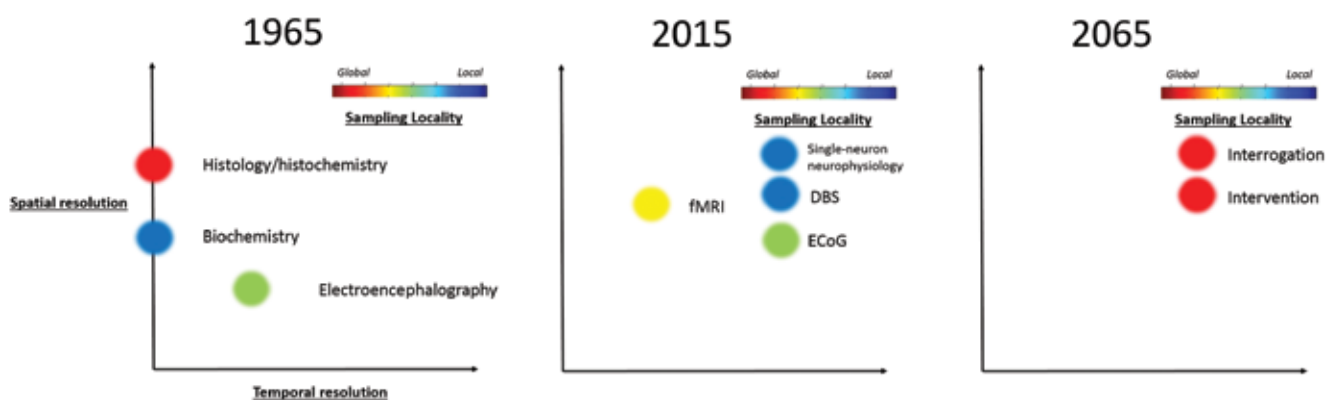 1965
Global
Local
Sampling Locality
Histology/histochemistry
Spatial resolution
Biochemistry
Electroencephalography
Temporal resolution
2015
Global
Local
Sampling Locality
Single-neuron
neurophysiology
DBS
fMRI
ECoG
2065
Global
Local
Sampling Locality
Interrogation
Intervention